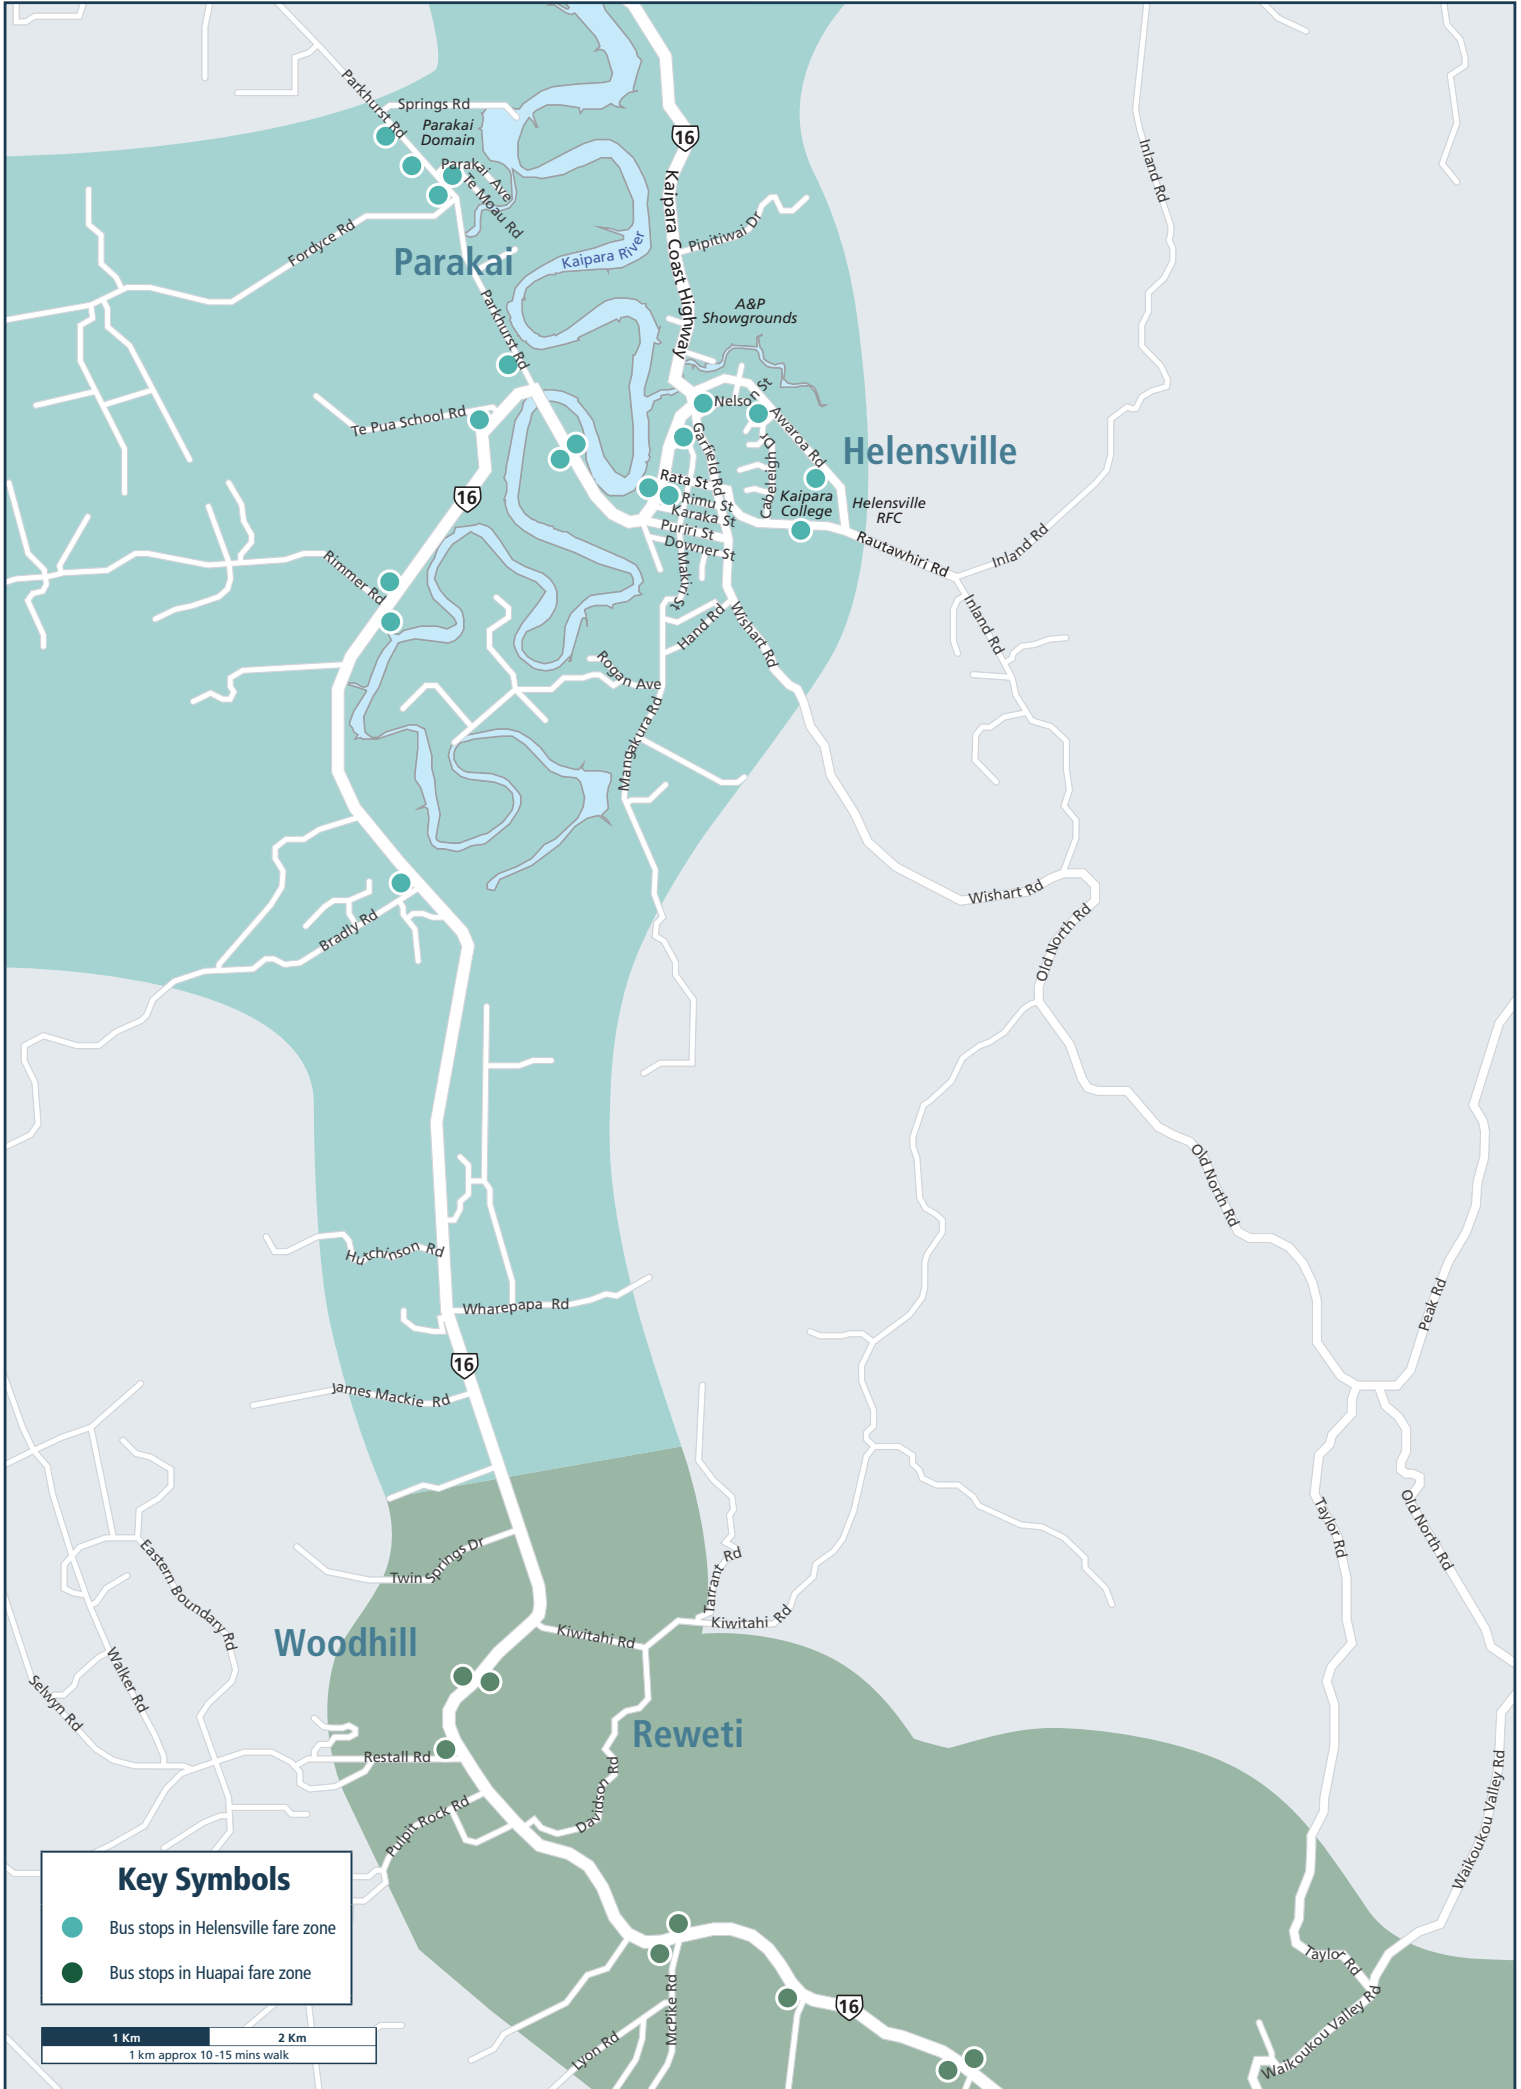 Parkhurst Rd
Springs Rd
Parakai
Domain
Parakai Ave
Te Moau Rd
Fordyce Rd
Parakai
Kaipara River
16
Kaipara Coast Highway
Pipitiwai Dr
Inland Rd
A&P
Showgrounds
Parkhurst Rd
Te Pua School Rd
Nelson St
Awaroa Rd
Garfield Rd
Cabeleigh Dr
Helensville
Rata St
Rimu St
Karaka St
Puriri St
Downer St
Kaipara
College
Helensville
RFC
16
Rautawhiri Rd
Inland Rd
Inland Rd
Rimmer Rd
Makiri St
Hand Rd
Wishart Rd
Rogan Ave
Mangakura Rd
Wishart Rd
Bradly Rd
Old North Rd
Old North Rd
Hutchinson Rd
Wharepapa Rd
Peak Rd
16
James Mackie Rd
Taylor Rd
Old North Rd
Twin Springs Dr
Eastern Boundary Rd
Tarrant Rd
Kiwitahi Rd
Kiwitahi Rd
Woodhill
Walker Rd
Selwyn Rd
Reweti
Restall Rd
Davidson Rd
Pulpit Rock Rd
Waikoukou Valley Rd
Key Symbols
Bus stops in Helensville fare zone
Bus stops in Huapai fare zone
Taylor Rd
McPike Rd
16
Lyon Rd
Waikoukou Valley Rd
1 Km
2 Km
1 km approx 10 -15 mins walk